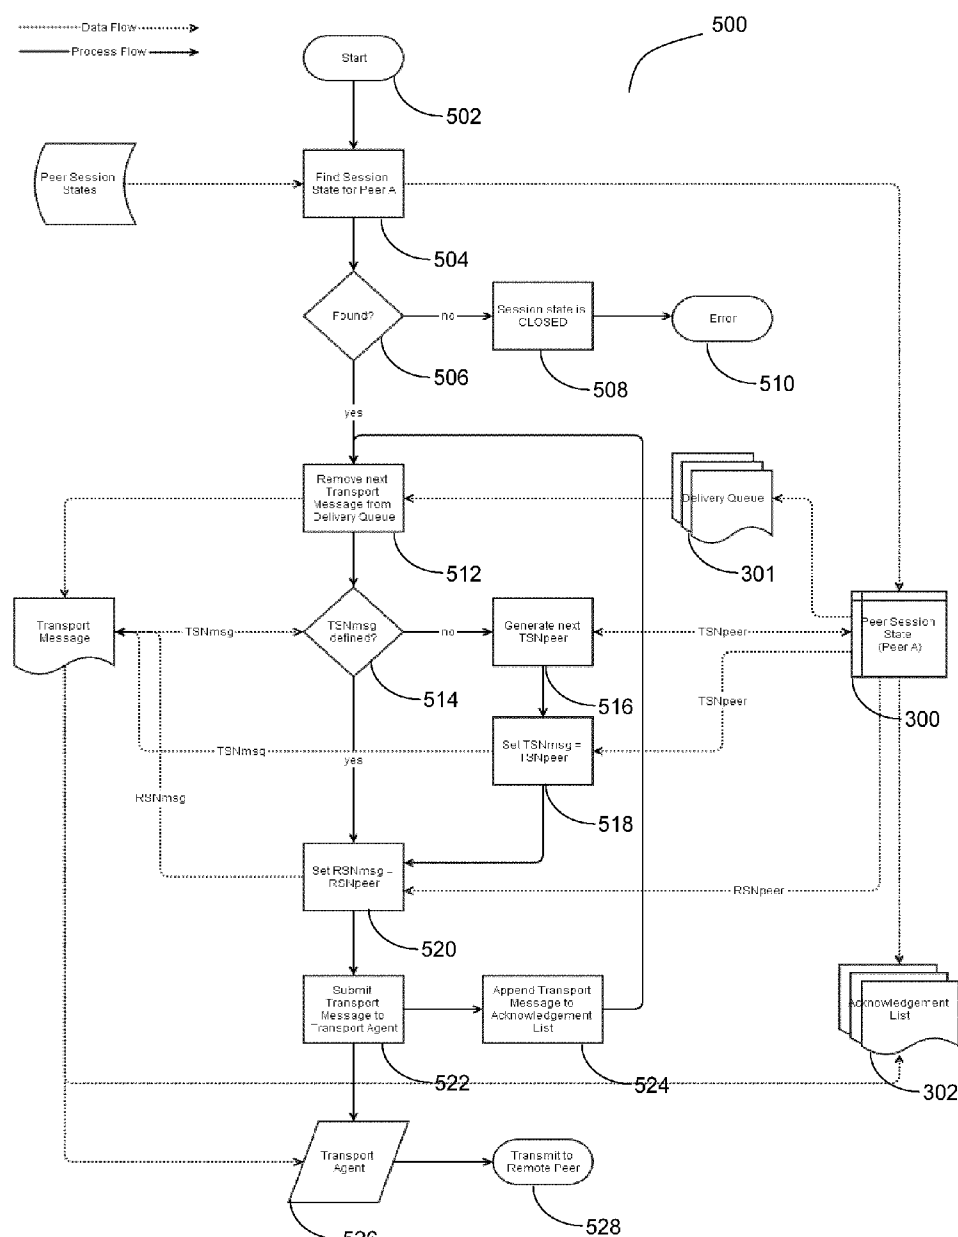 Data Flow
Process Flow
500
Start
502
Peer Session
States
Find Session
State for Peer A
504
Found?
no
Session state is
CLOSED
Error
506
508
510
yes
Remove next
Transport
Message from
Delivery Queue
Delivery Queue
512
301
Transport
Message
TSNmsg
TSNmsg
defined?
no
Generate next
TSNpeer
TSNpeer
Peer Session
State
(Peer A)
514
516
TSNpeer
300
TSNmsg
yes
Set TSNmsg =
TSNpeer
RSNmsg
518
Set RSNmsg =
RSNpeer
RSNpeer
520
Submit
Transport
Message to
Transport Agent
Append Transport
Message to
Acknowledgement
List
Acknowledgement
List
522
524
302
Transport
Agent
Transmit to
Remote Peer
528
526